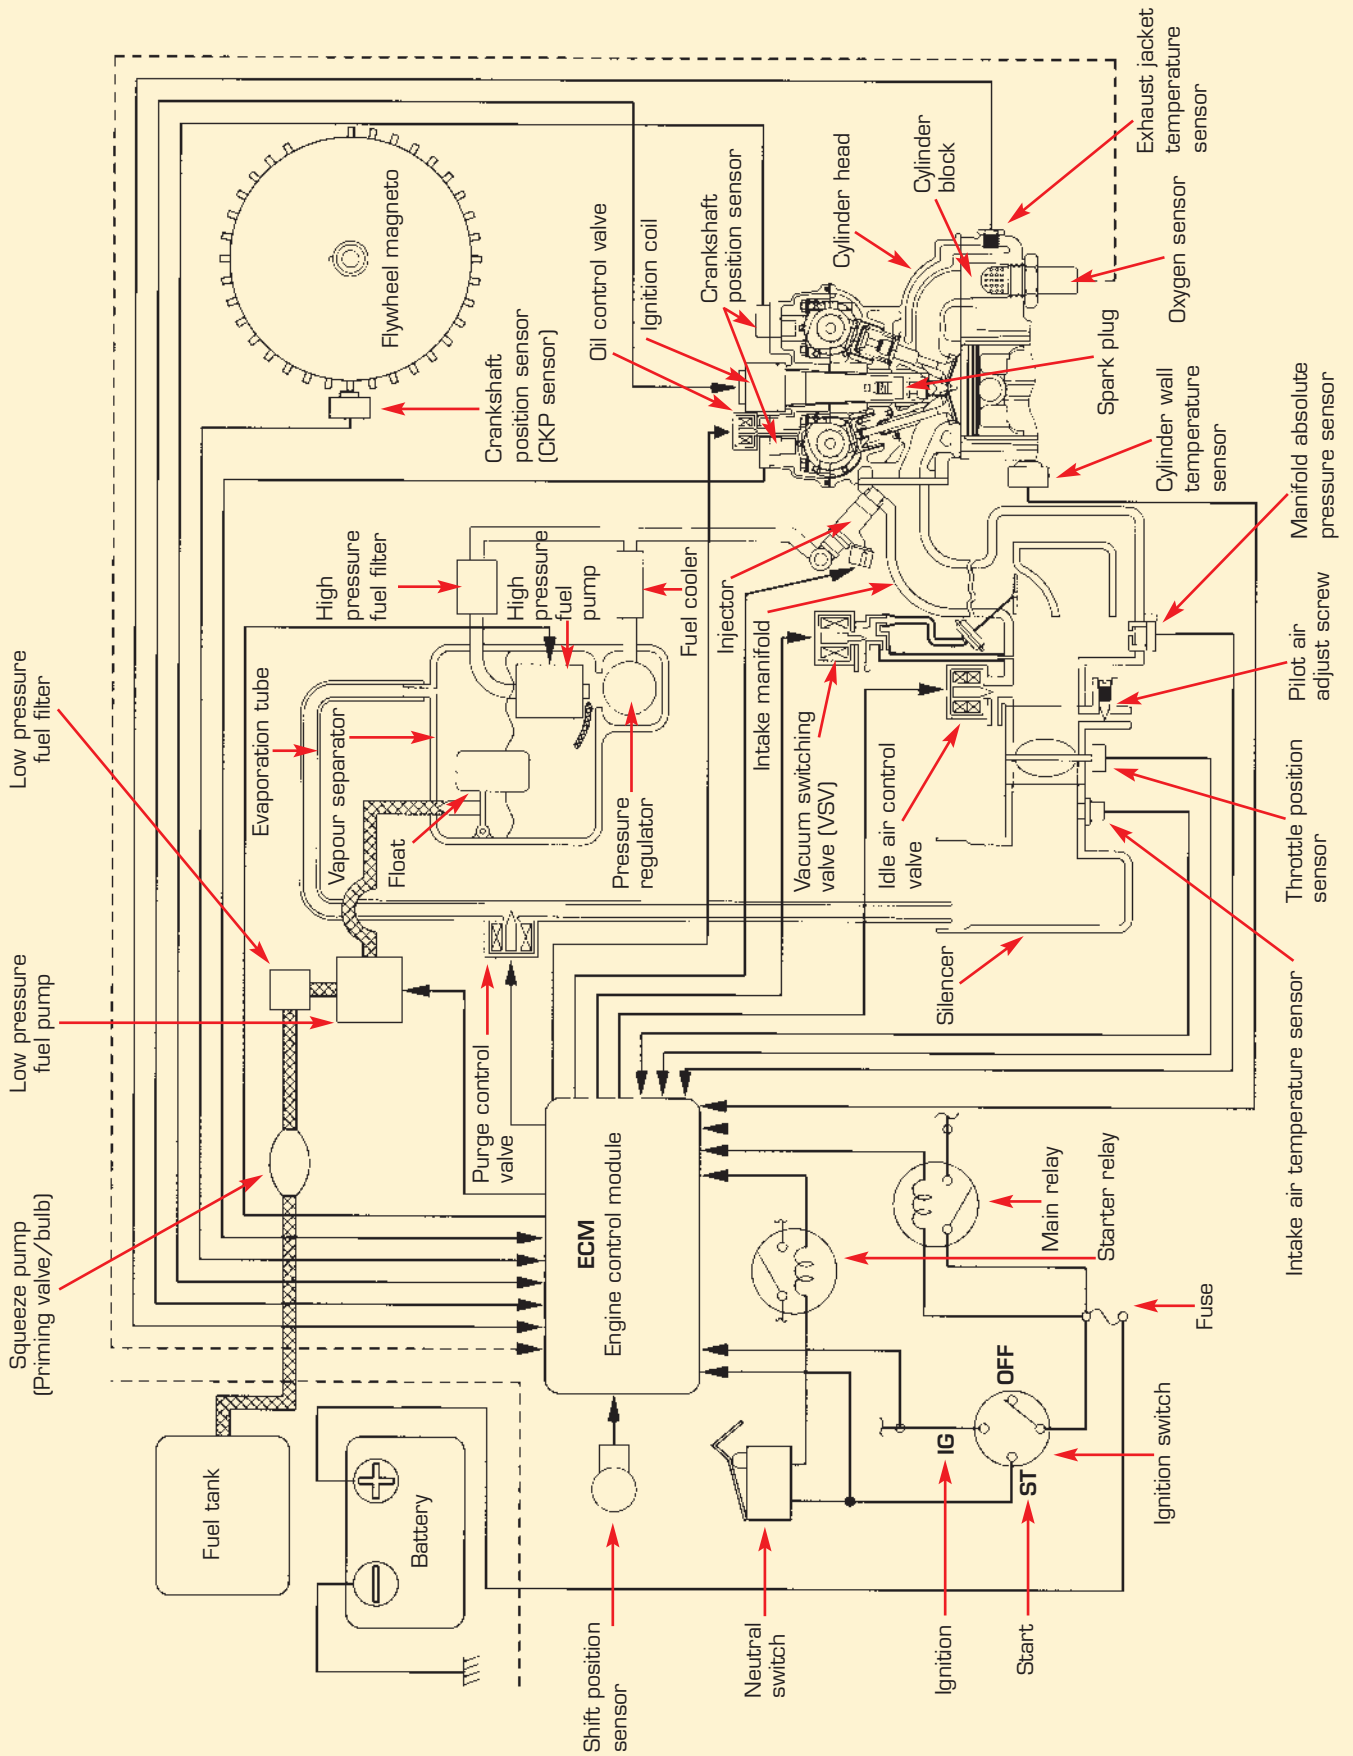 Low pressure
fuel filter
Low pressure
fuel pump
Squeeze pump
(Priming valve/bulb)
Fuel tank
Battery
Evaporation tube
Vapour separator
Float
High
pressure
fuel filter
High
pressure
fuel
pump
Pressure
regulator
Fuel cooler
Injector
Intake manifold
Vacuum switching
valve (VSV)
Idle air control
valve
Silencer
Purge control
valve
Flywheel magneto
Crankshaft
position sensor
(CKP sensor)
Oil control valve
Ignition coil
Crankshaft
position sensor
Cylinder head
Cylinder
block
Exhaust jacket
temperature
sensor
Oxygen sensor
Spark plug
Cylinder wall
temperature
sensor
Manifold absolute
pressure sensor
Pilot air
adjust screw
Throttle position
sensor
Intake air temperature sensor
ECM
Engine control module
Main relay
Starter relay
Fuse
Ignition switch
OFF
IG
ST
Ignition
Start
Neutral
switch
Shift position
sensor